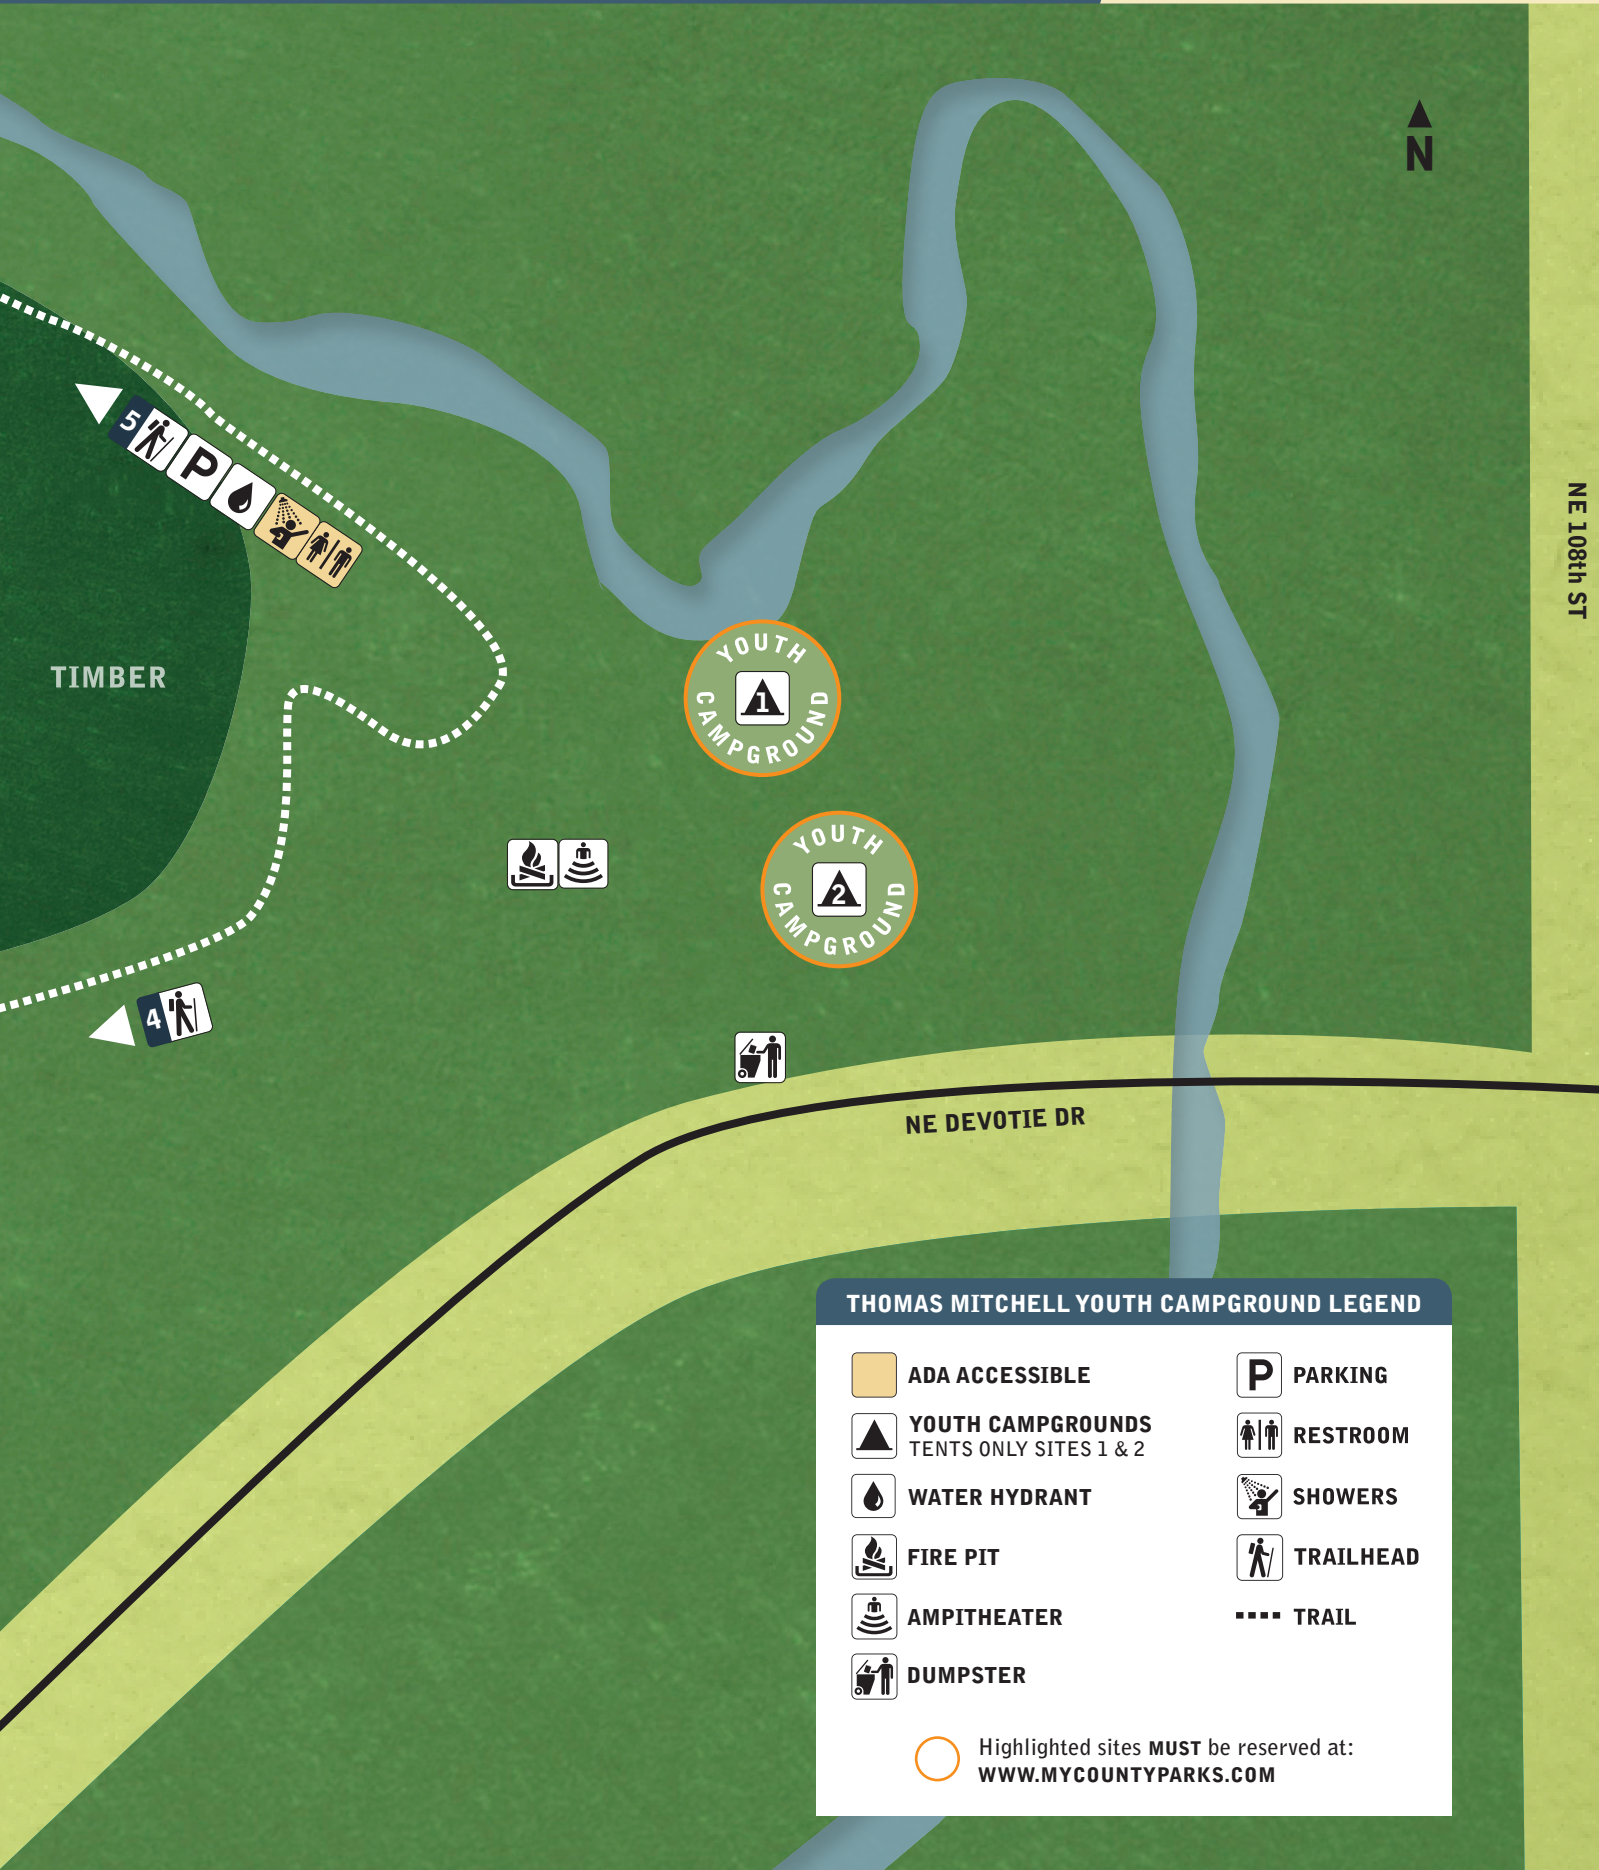 N
NE 108th ST
5
P
TIMBER
YOUTH
1
CAMPGROUND
YOUTH
2
CAMPGROUND
4
NE DEVOTIE DR
THOMAS MITCHELL YOUTH CAMPGROUND LEGEND
ADA ACCESSIBLE
YOUTH CAMPGROUNDS
TENTS ONLY SITES 1 & 2
WATER HYDRANT
FIRE PIT
AMPITHEATER
DUMPSTER
P PARKING
RESTROOM
SHOWERS
TRAILHEAD
TRAIL
Highlighted sites MUST be reserved at:
WWW.MYCOUNTYPARKS.COM